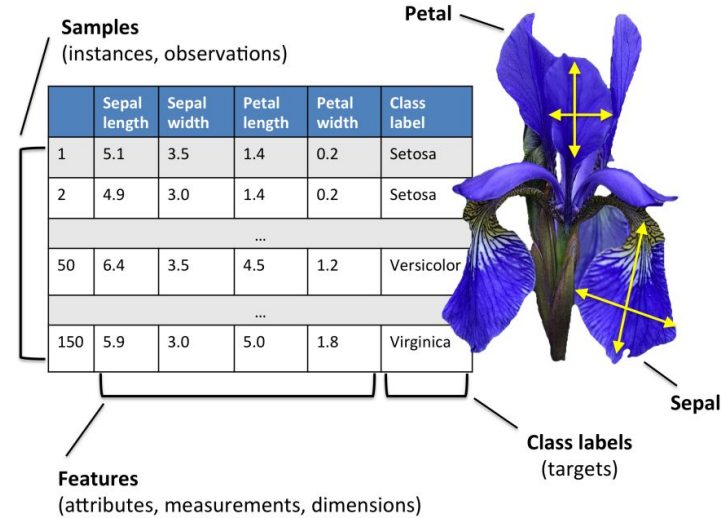 Samples
(instances, observations)
Petal
Sepal length Sepal width Petal length Petal width Class label
1 5.1 3.5 1.4 0.2 Setosa
2 4.9 3.0 1.4 0.2 Setosa
...
50 6.4 3.5 4.5 1.2 Versicolor
...
150 5.9 3.0 5.0 1.8 Virginica
Sepal
Class labels
(targets)
Features
(attributes, measurements, dimensions)